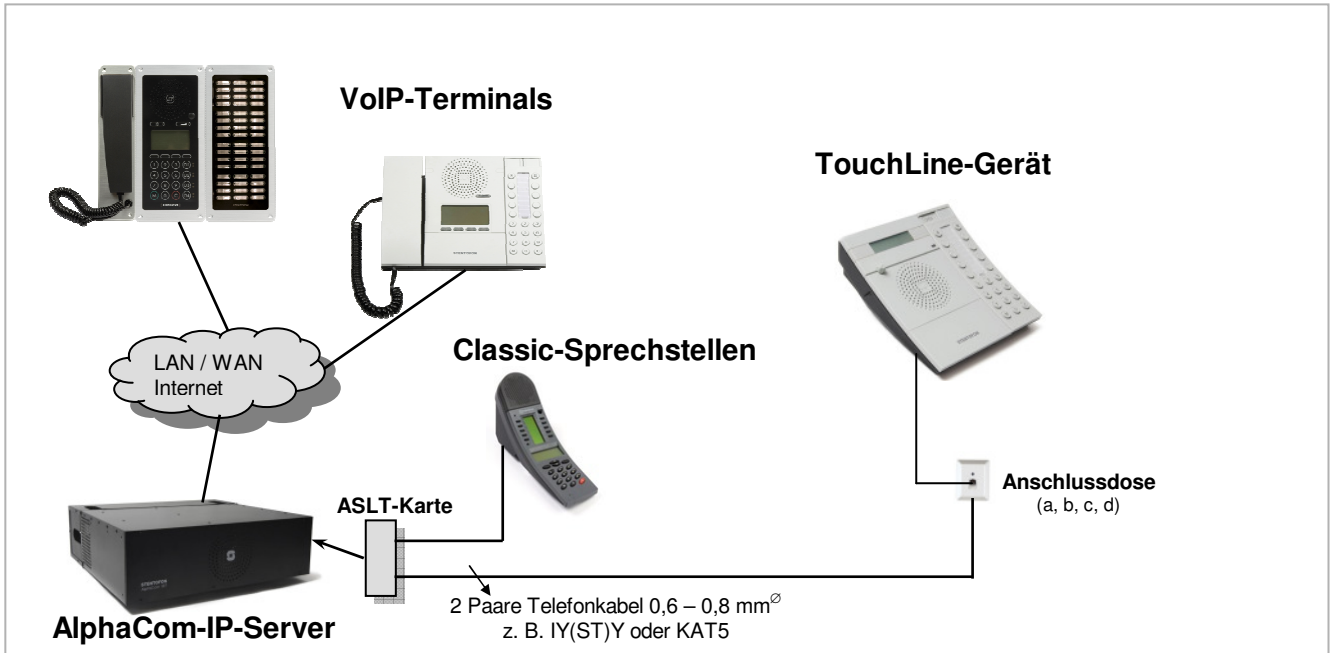 VoIP-Terminals
TouchLine-Gerät
LAN / WAN
Internet
Classic-Sprechstellen
ASLT-Karte
Anschlussdose
(a, b, c, d)
2 Paare Telefonkabel 0,6 – 0,8 mm∅
z. B. IY(ST)Y oder KAT5
AlphaCom-IP-Server